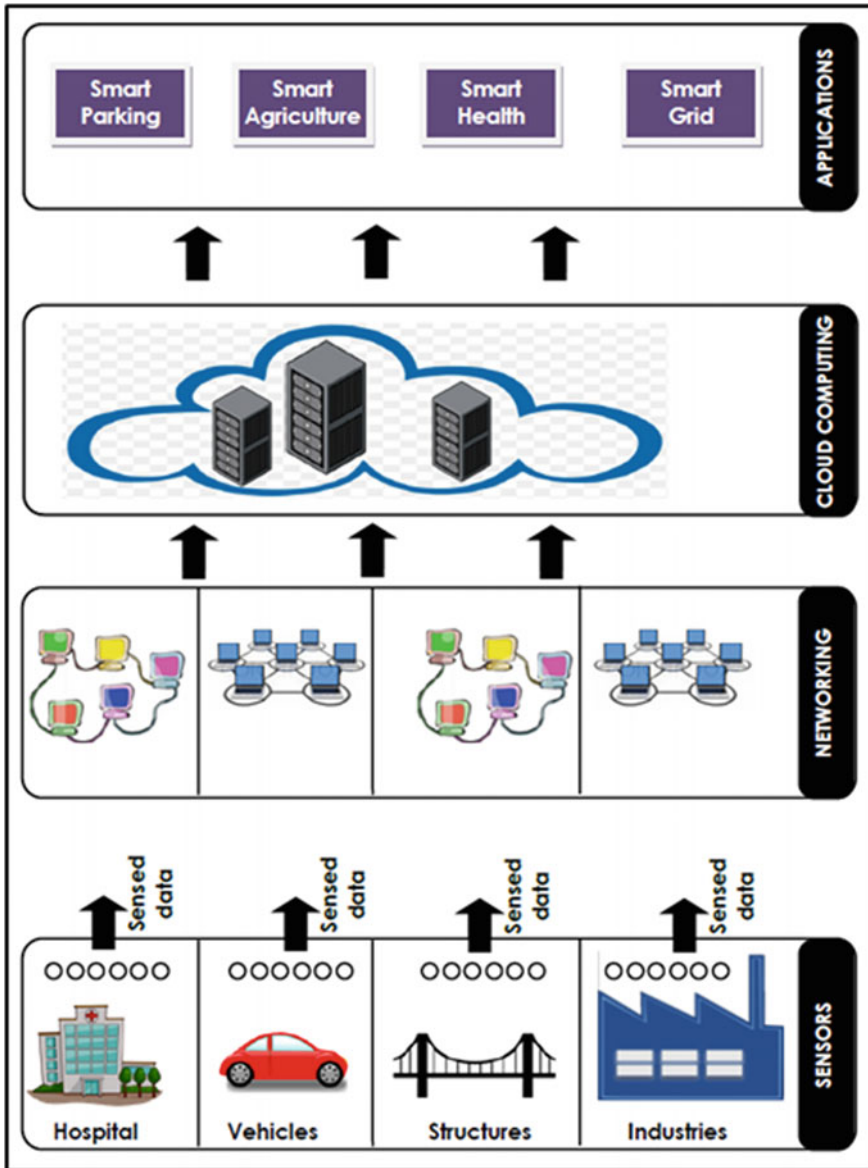 Smart
Parking
Smart
Agriculture
Smart
Health
Smart
Grid
APPLICATIONS
CLOUD COMPUTING
NETWORKING
Sensed
data
Sensed
data
Sensed
data
Sensed
data
SENSORS
Hospital
Vehicles
Structures
Industries